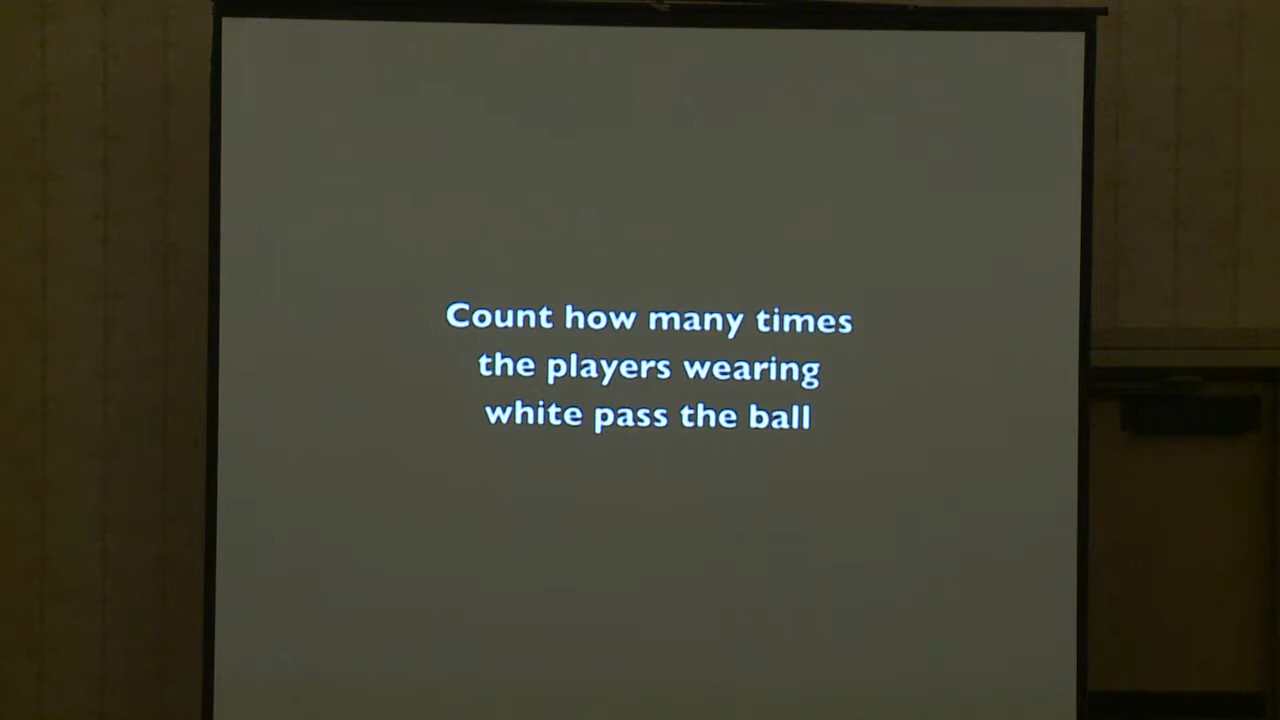 Count how many times
the players wearing
white pass the ball